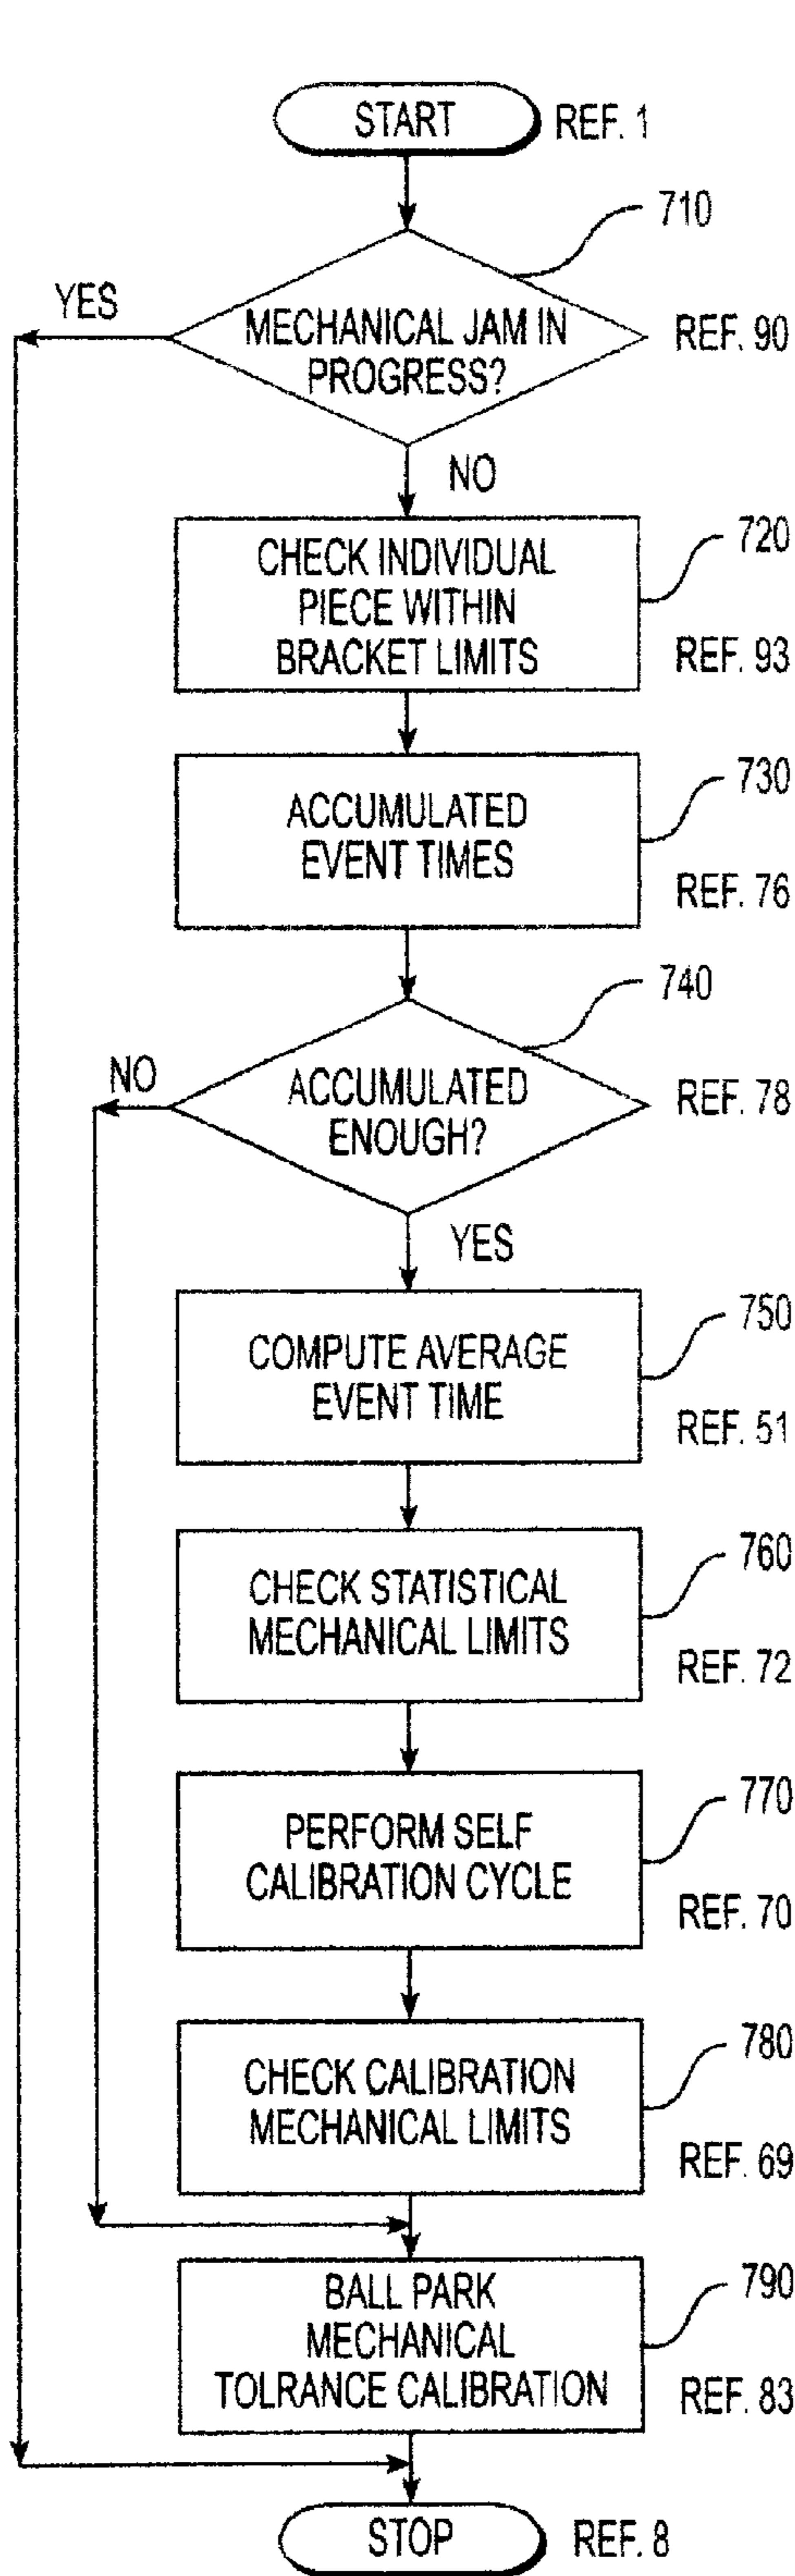 START
REF. 1
710
YES
MECHANICAL JAM IN
PROGRESS?
REF. 90
NO
720
CHECK INDIVIDUAL
PIECE WITHIN
BRACKET LIMITS
REF. 93
730
ACCUMULATED
EVENT TIMES
REF. 76
740
NO
ACCUMULATED
ENOUGH?
REF. 78
YES
750
COMPUTE AVERAGE
EVENT TIME
REF. 51
760
CHECK STATISTICAL
MECHANICAL LIMITS
REF. 72
770
PERFORM SELF
CALIBRATION CYCLE
REF. 70
780
CHECK CALIBRATION
MECHANICAL LIMITS
REF. 69
790
BALL PARK
MECHANICAL
TOLRANCE CALIBRATION
REF. 83
STOP
REF. 8